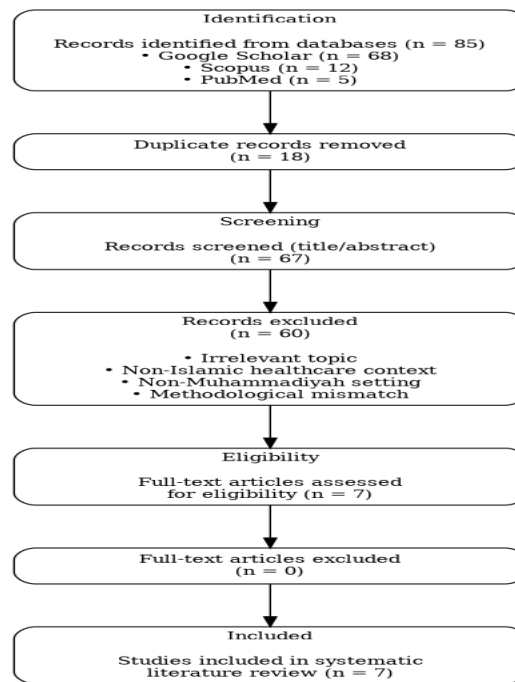 Identification
Records identified from databases (n = 85)
• Google Scholar (n = 68)
• Scopus (n = 12)
• PubMed (n = 5)
Duplicate records removed
(n = 18)
Screening
Records screened (title/abstract)
(n = 67)
Records excluded
(n = 60)
• Irrelevant topic
• Non-Islamic healthcare context
• Non-Muhammadiyah setting
• Methodological mismatch
Eligibility
Full-text articles assessed
for eligibility (n = 7)
Full-text articles excluded
(n = 0)
Included
Studies included in systematic
literature review (n = 7)